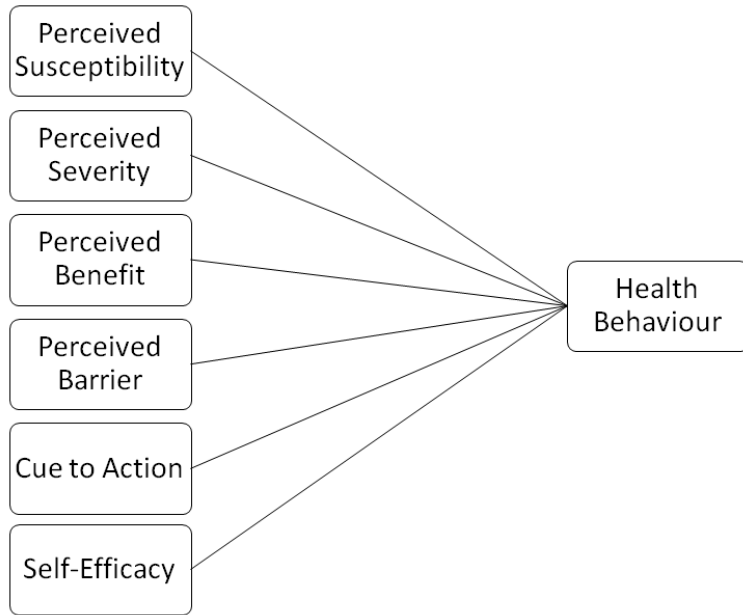 Perceived
Susceptibility
Perceived
Severity
Perceived
Benefit
Perceived
Barrier
Cue to Action
Self-Efficacy
Health
Behaviour